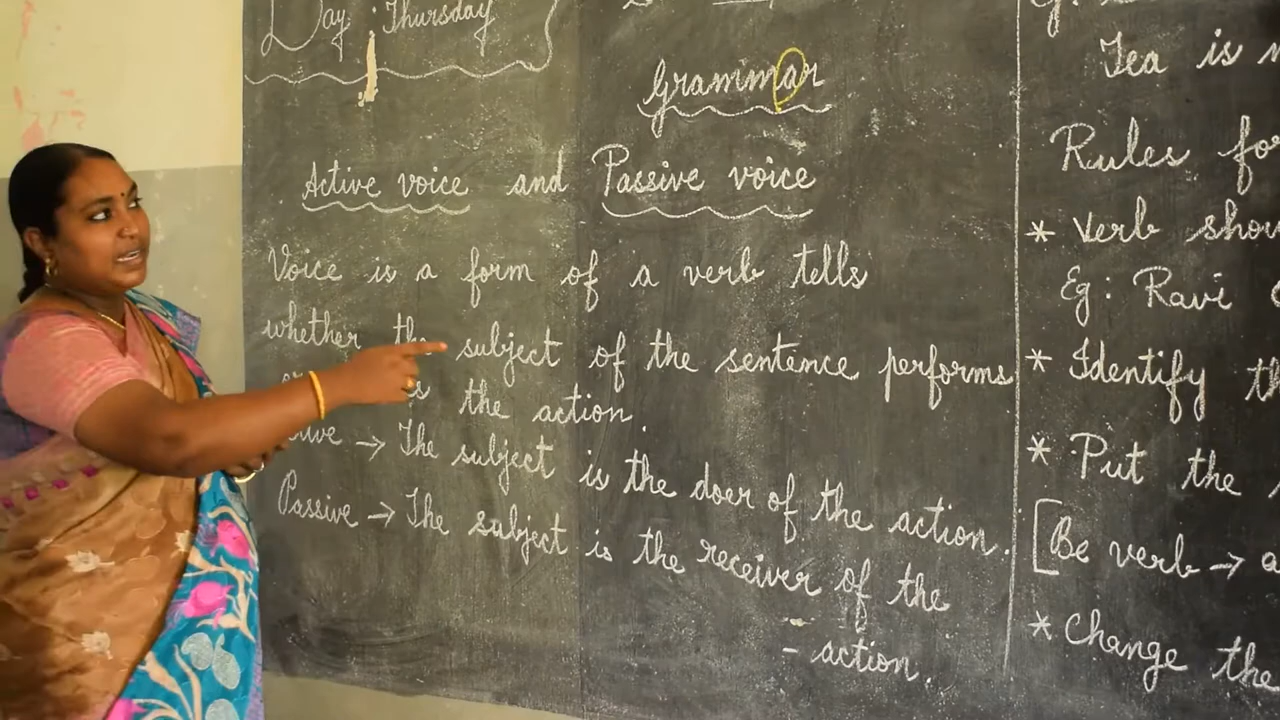 Day : Thursday
Grammar
Active voice and Passive voice
Voice is a form of a verb tells
whether the subject of the sentence performs
the action.
→ The subject is the doer of the action.
Passive → The subject is the receiver of the
- action.
Tea is
Rules
* Verb
Eg: Ravi
* Identify
* Put the
[Be verb →
* Change the